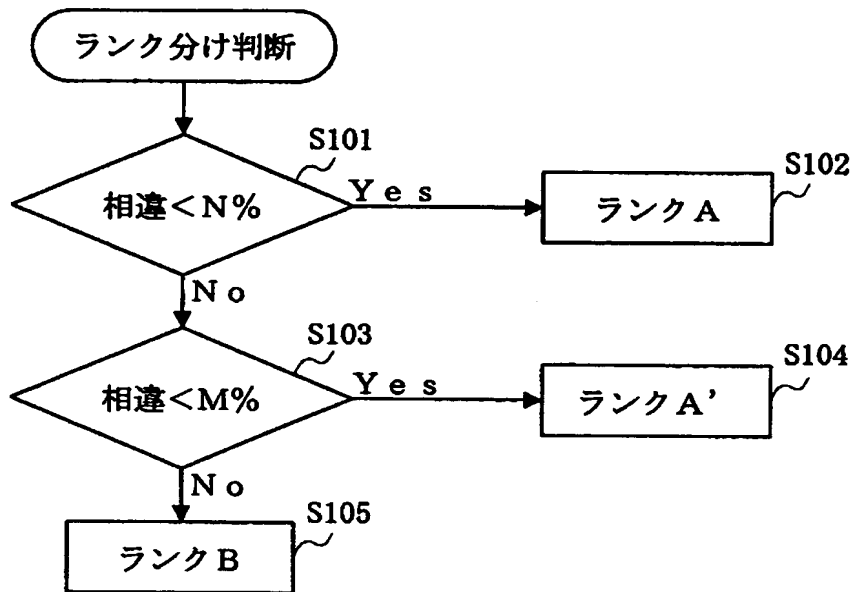 ランク分け判断
S101
相違＜N％
Ｙｅｓ
S102
ランクA
Ｎｏ
S103
相違＜M％
Ｙｅｓ
S104
ランクA’
Ｎｏ
S105
ランクB